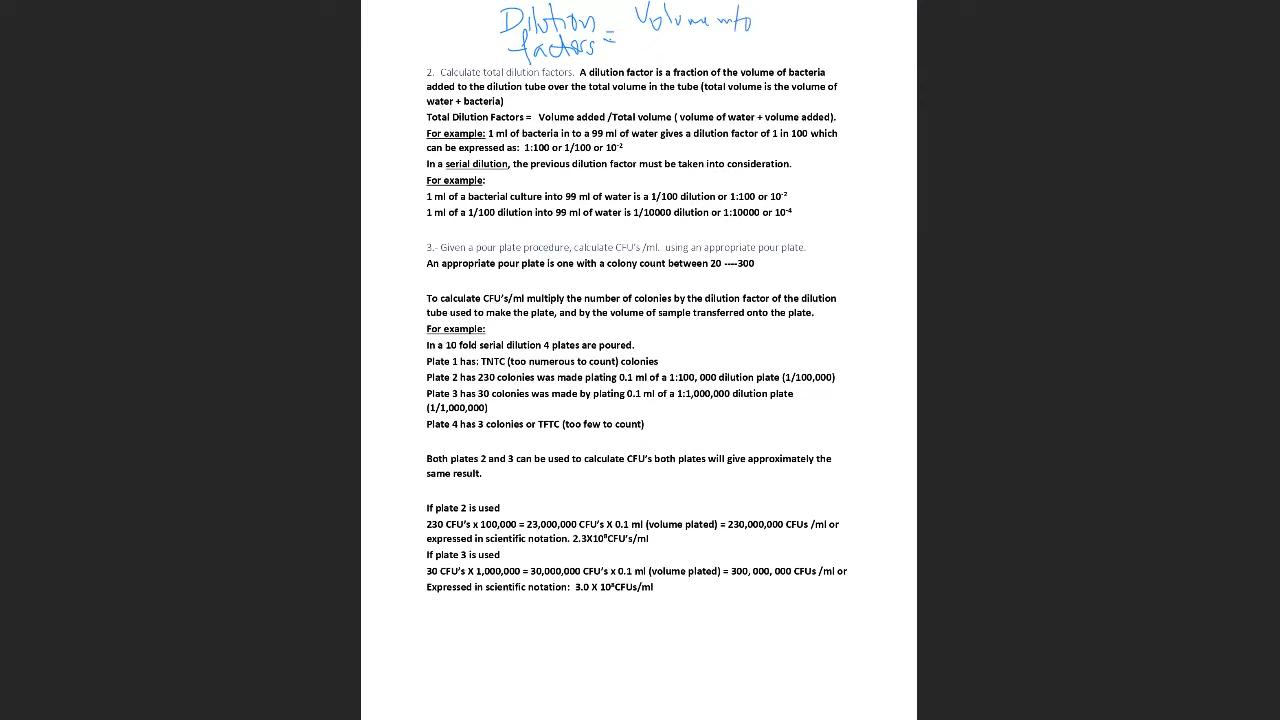 Dilution = Volume into
factors
2. Calculate total dilution factors. A dilution factor is a fraction of the volume of bacteria
added to the dilution tube over the total volume in the tube (total volume is the volume of
water + bacteria)
Total Dilution Factors = Volume added /Total volume ( volume of water + volume added).
For example: 1 ml of bacteria in to a 99 ml of water gives a dilution factor of 1 in 100 which
can be expressed as: 1:100 or 1/100 or 10⁻²
In a serial dilution, the previous dilution factor must be taken into consideration.
For example:
1 ml of a bacterial culture into 99 ml of water is a 1/100 dilution or 1:100 or 10⁻²
1 ml of a 1/100 dilution into 99 ml of water is 1/10000 dilution or 1:10000 or 10⁻⁴
3.- Given a pour plate procedure, calculate CFU's /ml. using an appropriate pour plate.
An appropriate pour plate is one with a colony count between 20 ----300
To calculate CFU's/ml multiply the number of colonies by the dilution factor of the dilution
tube used to make the plate, and by the volume of sample transferred onto the plate.
For example:
In a 10 fold serial dilution 4 plates are poured.
Plate 1 has: TNTC (too numerous to count) colonies
Plate 2 has 230 colonies was made plating 0.1 ml of a 1:100, 000 dilution plate (1/100,000)
Plate 3 has 30 colonies was made by plating 0.1 ml of a 1:1,000,000 dilution plate
(1/1,000,000)
Plate 4 has 3 colonies or TFTC (too few to count)
Both plates 2 and 3 can be used to calculate CFU's both plates will give approximately the
same result.
If plate 2 is used
230 CFU's x 100,000 = 23,000,000 CFU's X 0.1 ml (volume plated) = 230,000,000 CFUs /ml or
expressed in scientific notation. 2.3X10⁸CFU's/ml
If plate 3 is used
30 CFU's X 1,000,000 = 30,000,000 CFU's x 0.1 ml (volume plated) = 300, 000, 000 CFUs /ml or
Expressed in scientific notation: 3.0 X 10⁸CFUs/ml